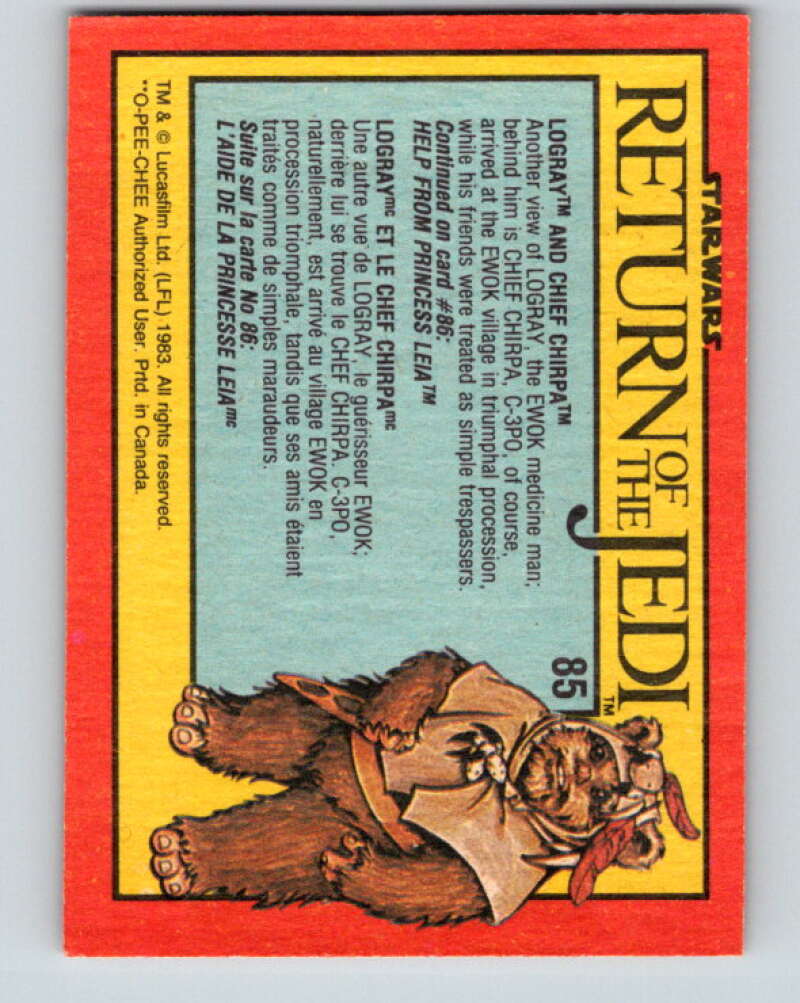 STAR WARS
RETURN OF THE JEDI™
85
LOGRAY™ AND CHIEF CHIRPA™
Another view of LOGRAY, the EWOK medicine man;
behind him is CHIEF CHIRPA, C-3PO, of course,
arrived at the EWOK village in triumphal procession,
while his friends were treated as simple trespassers.
Continued on card #86:
HELP FROM PRINCESS LEIA™
LOGRAYmc ET LE CHEF CHIRPAmc
Une autre vue de LOGRAY, le guérisseur EWOK;
derrière lui se trouve le CHEF CHIRPA. C-3PO,
naturellement, est arrivé au village EWOK en
procession triomphale, tandis que ses amis étaient
traités comme de simples maraudeurs.
Suite sur la carte No 86:
L'AIDE DE LA PRINCESSE LEIAmc
TM & © Lucasfilm Ltd. (LFL) 1983. All rights reserved.
**O-PEE-CHEE Authorized User. Prtd. in Canada.